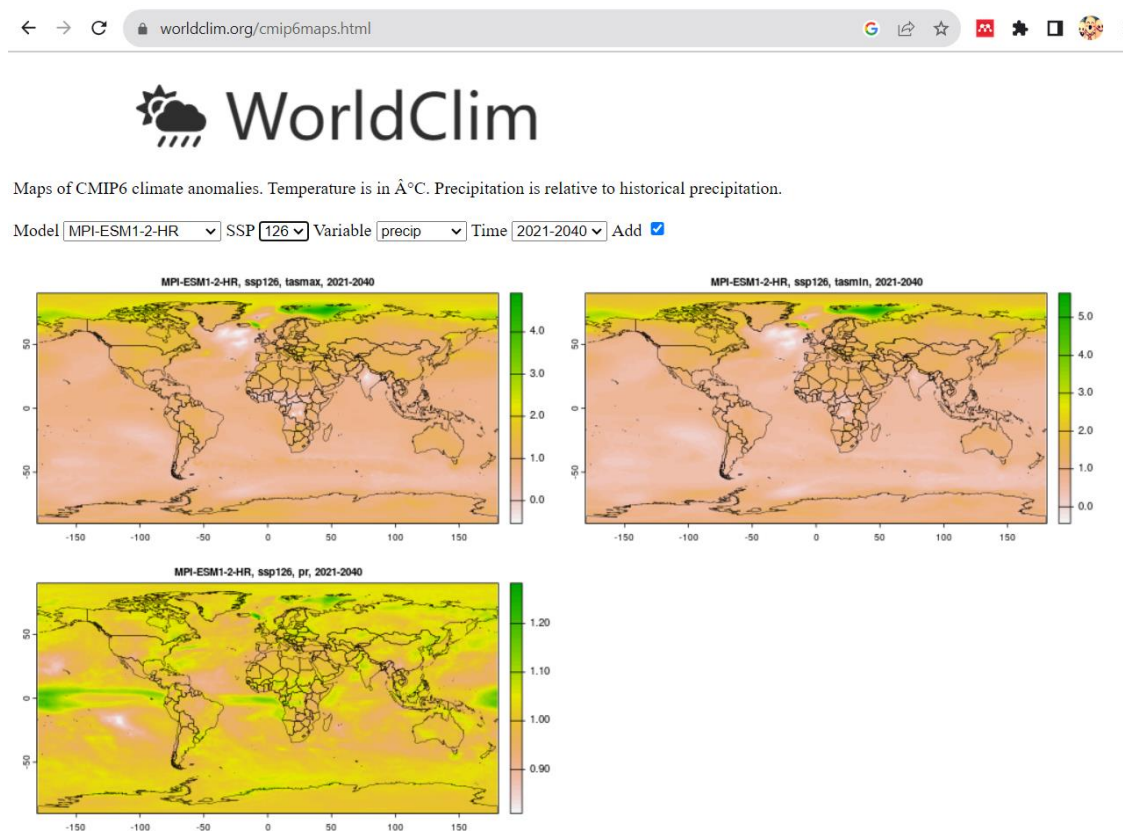 worldclim.org/cmip6maps.html
WorldClim
Maps of CMIP6 climate anomalies. Temperature is in Â°C. Precipitation is relative to historical precipitation.
Model MPI-ESM1-2-HR SSP 126 Variable precip Time 2021-2040 Add
MPI-ESM1-2-HR, ssp126, tasmax, 2021-2040
50
0
-50
-150 -100 -50 0 50 100 150
4.0
3.0
2.0
1.0
0.0
MPI-ESM1-2-HR, ssp126, tasmin, 2021-2040
50
0
-50
-150 -100 -50 0 50 100 150
5.0
4.0
3.0
2.0
1.0
0.0
MPI-ESM1-2-HR, ssp126, pr, 2021-2040
50
0
-50
-150 -100 -50 0 50 100 150
1.20
1.10
1.00
0.90